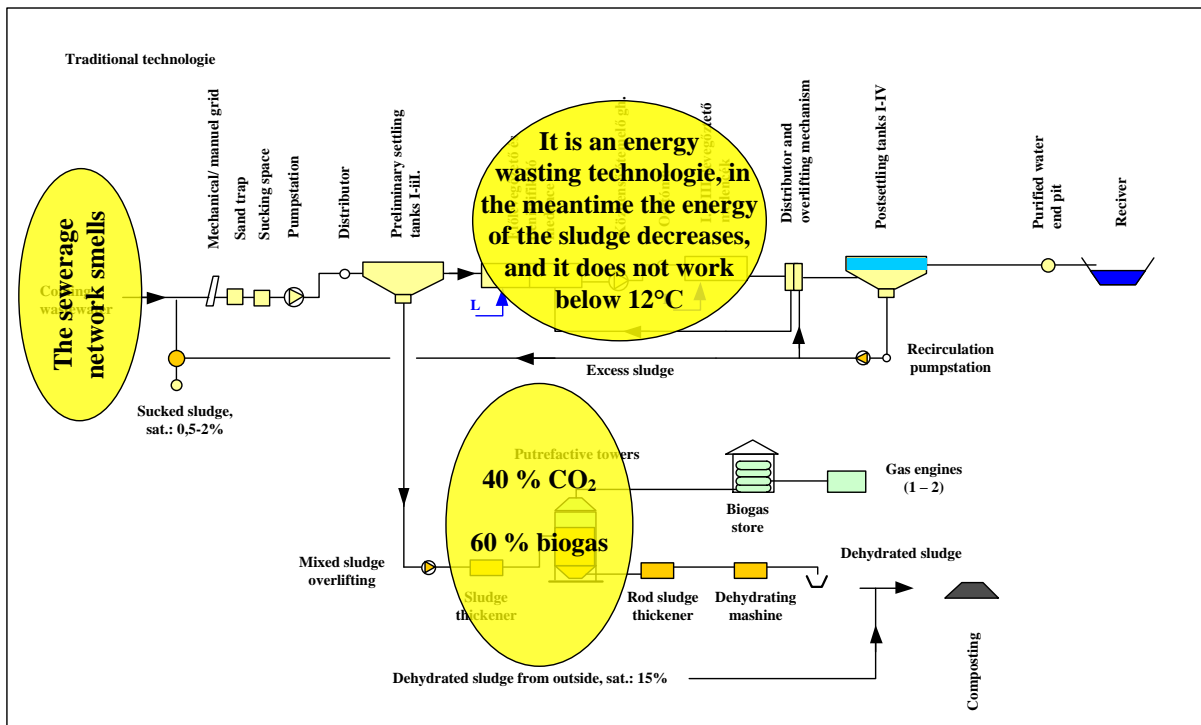 Traditional technologie
Mechanical/ manuel grid
Sand trap
Sucking space
Pumpstation
Distributor
Preliminary settling
tanks I-iiI.
It is an energy
wasting technologie, in
the meantime the energy
of the sludge decreases,
and it does not work
below 12°C
Distributor and
overlifting mechanism
Postsettling tanks I-IV
Purified water
end pit
Reciver
The sewerage
network smells
Coming
wastewater
L
Sucked sludge,
sat.: 0,5-2%
Excess sludge
Recirculation
pumpstation
Putrefactive towers
40 % CO₂
60 % biogas
Biogas
store
Gas engines
(1 – 2)
Mixed sludge
overlifting
Sludge
thickener
Rod sludge
thickener
Dehydrating
mashine
Dehydrated sludge
Dehydrated sludge from outside, sat.: 15%
Composting